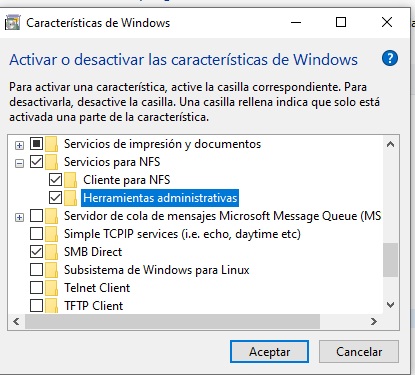 Características de Windows
Activar o desactivar las características de Windows
Para activar una característica, active la casilla correspondiente. Para
desactivarla, desactive la casilla. Una casilla rellena indica que solo está
activada una parte de la característica.
Servicios de impresión y documentos
Servicios para NFS
Cliente para NFS
Herramientas administrativas
Servidor de cola de mensajes Microsoft Message Queue (MS
Simple TCPIP services (i.e. echo, daytime etc)
SMB Direct
Subsistema de Windows para Linux
Telnet Client
TFTP Client
Aceptar
Cancelar